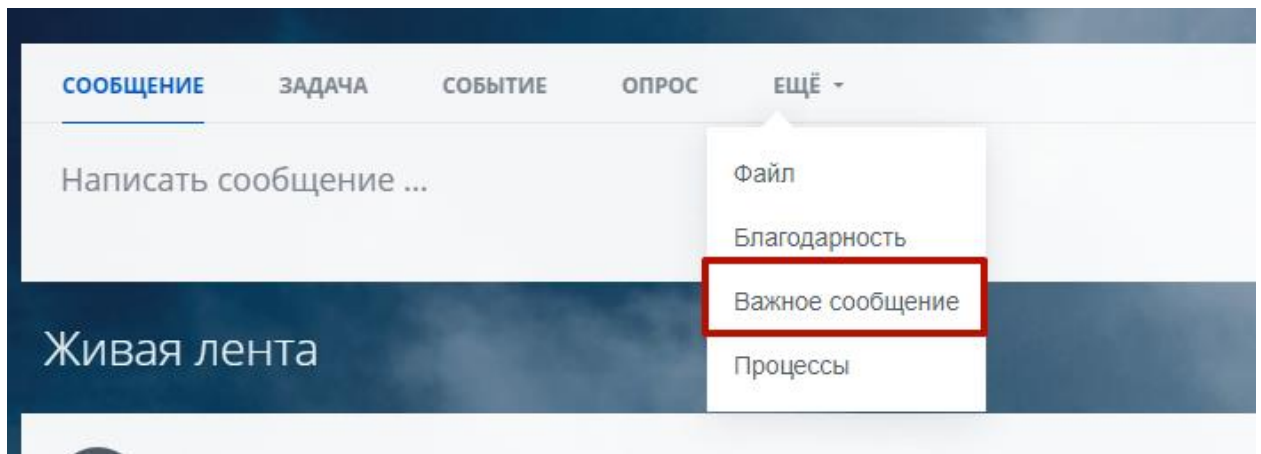 СООБЩЕНИЕ ЗАДАЧА СОБЫТИЕ ОПРОС ЕЩЁ
Написать сообщение ...
Файл
Благодарность
Важное сообщение
Процессы
Живая лента